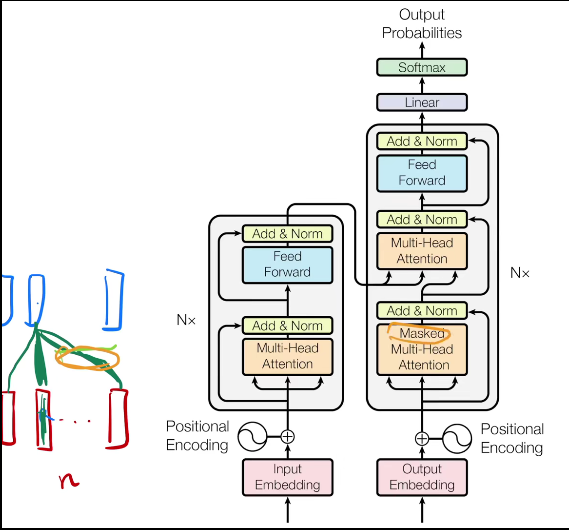 Output
Probabilities
Softmax
Linear
Add & Norm
Feed
Forward
Add & Norm
Multi-Head
Attention
Nx
Add & Norm
Masked
Multi-Head
Attention
Positional
Encoding
Output
Embedding
Add & Norm
Feed
Forward
Nx
Add & Norm
Multi-Head
Attention
Positional
Encoding
Input
Embedding
n